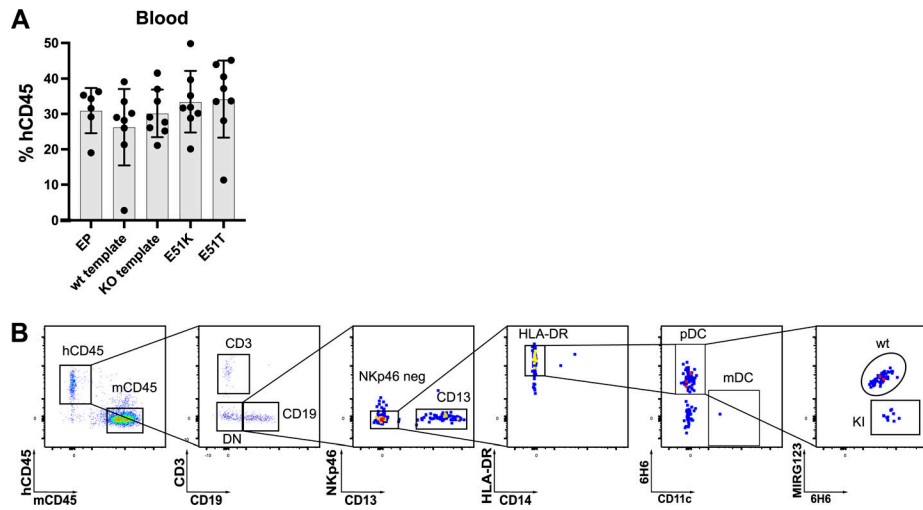 A
Blood
% hCD45
50
40
30
20
10
0
EP
wt template
KO template
E51K
E51T
B
hCD45
mCD45
hCD45
mCD45
CD3
CD19
DN
CD3
CD19
NKp46 neg
CD13
NKp46
CD13
HLA-DR
HLA-DR
CD14
pDC
mDC
6H6
CD11c
wt
KI
MIRG123
6H6